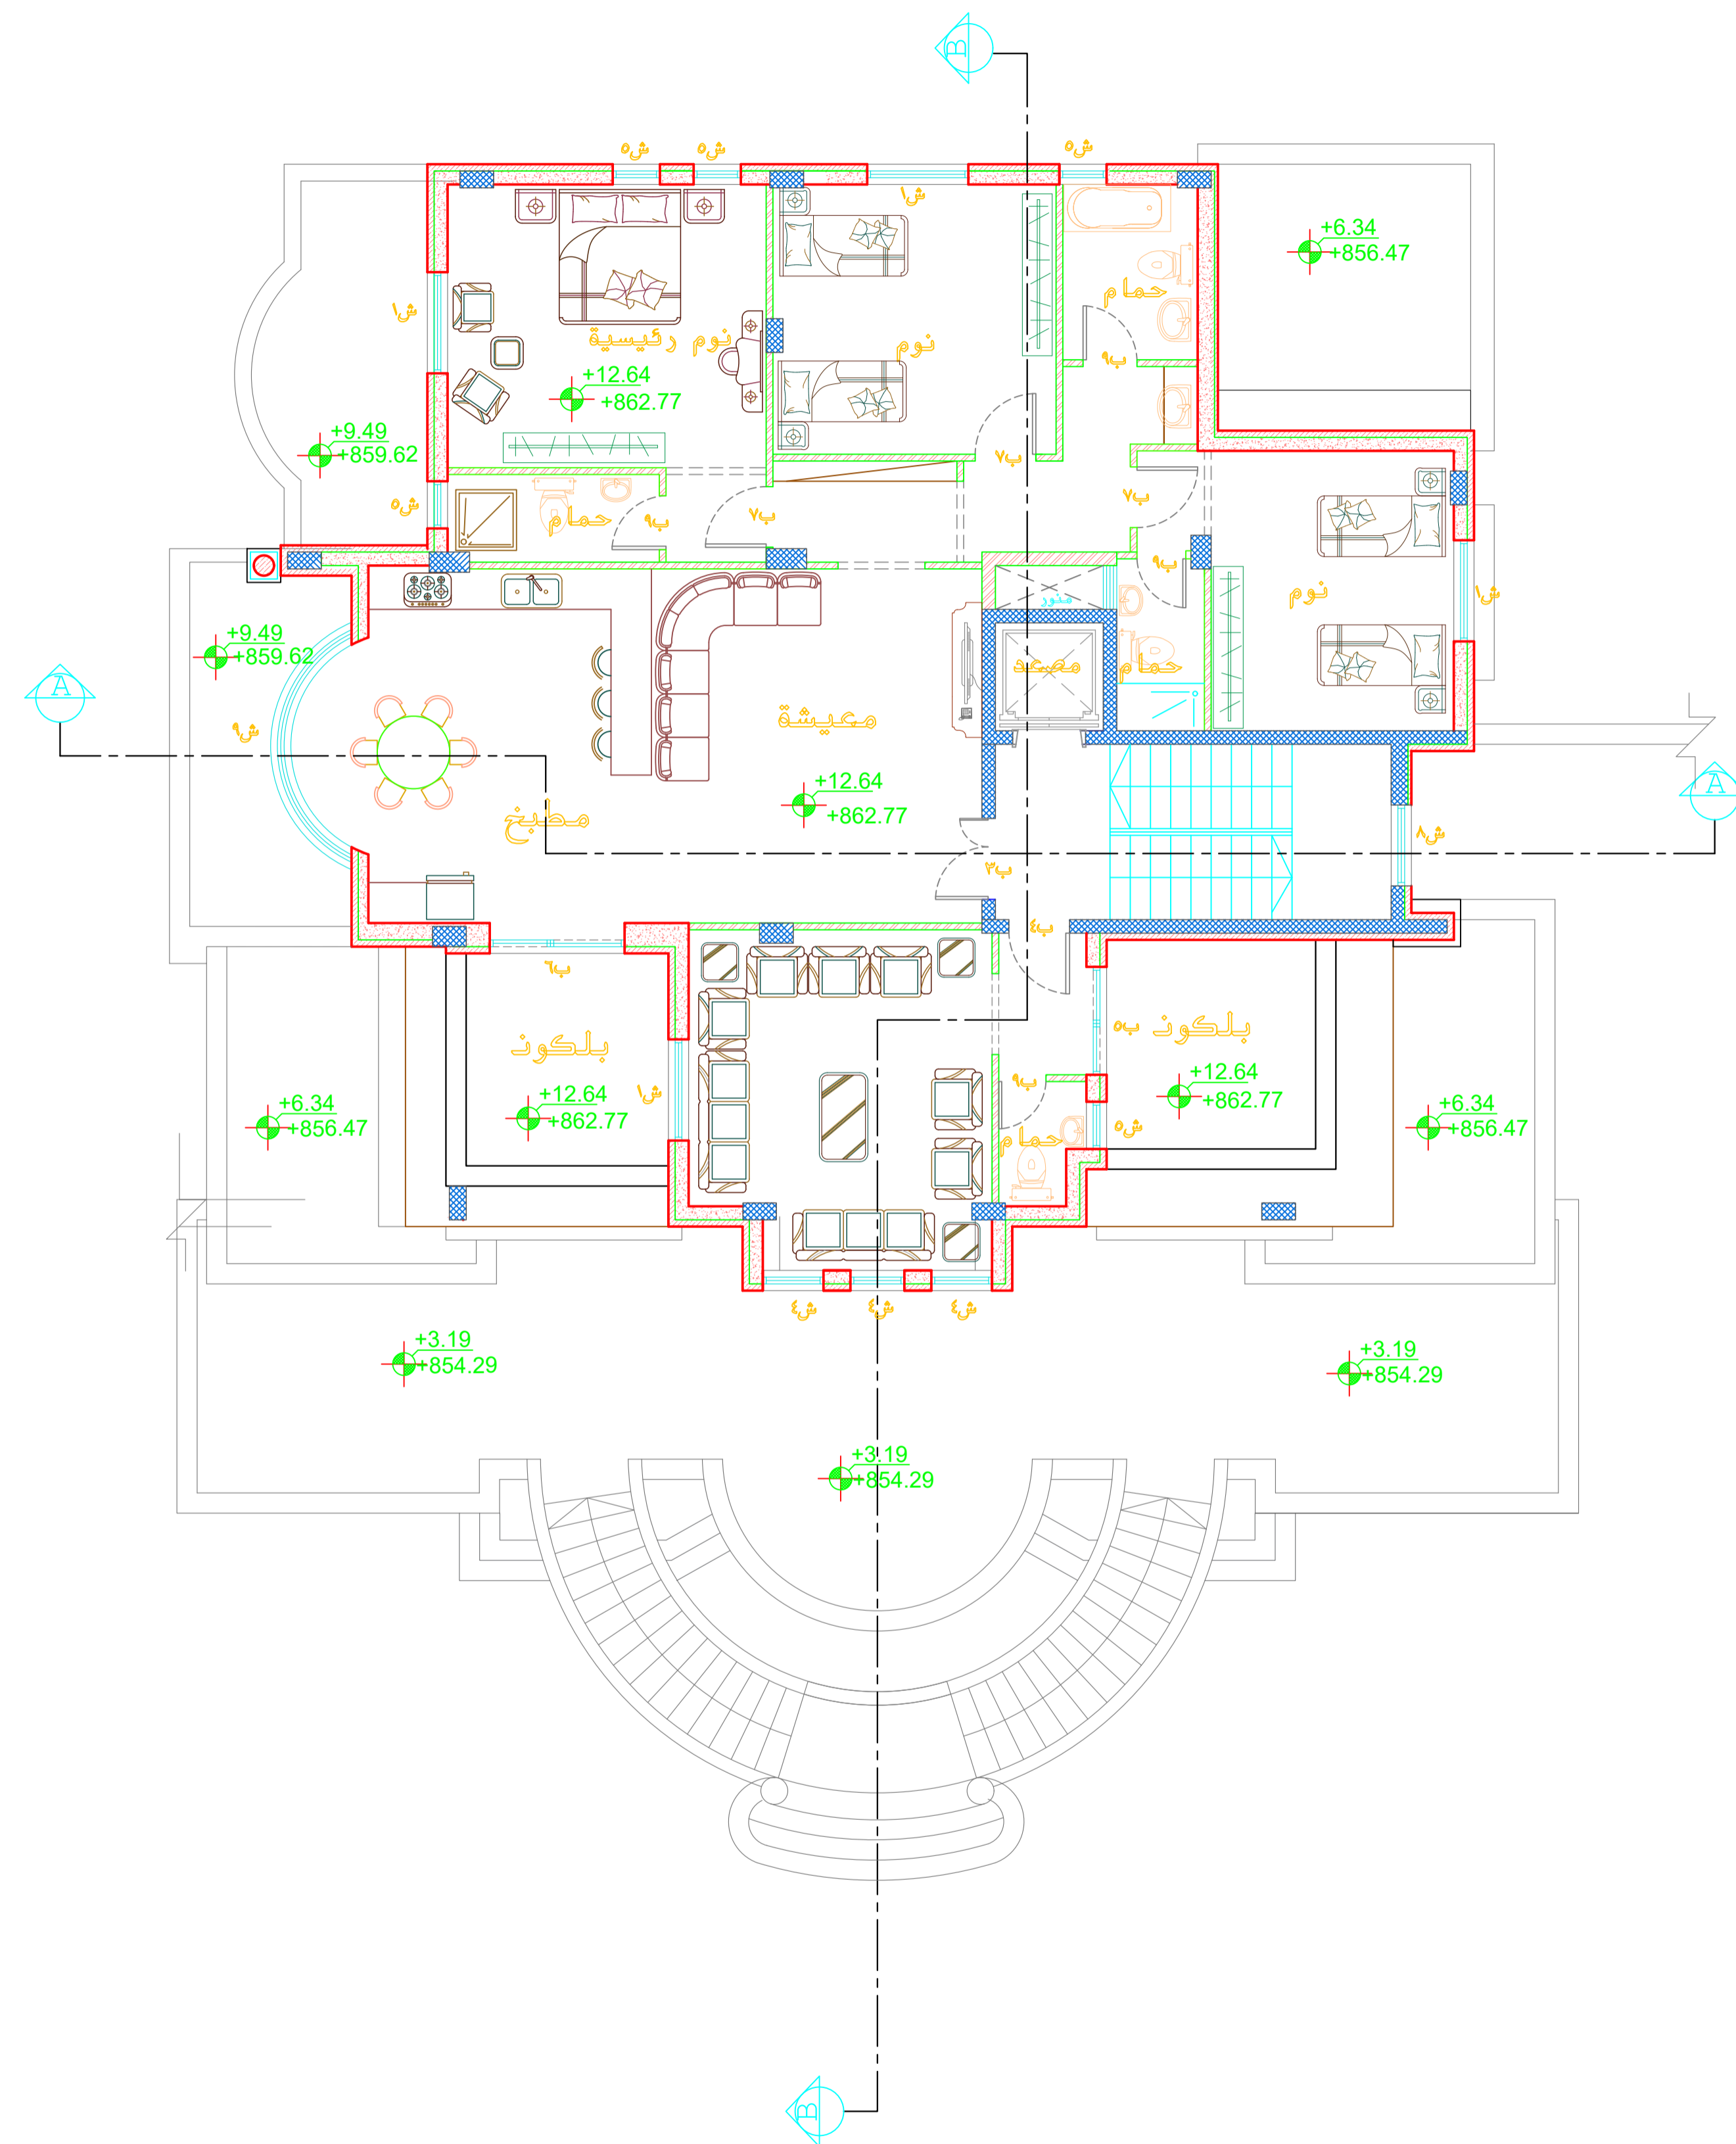 B
ش٥
ش٥
ش٥
ش١
+6.34
+856.47
حمام
ش١
نوم رئيسية
نوم
ب٩
+12.64
+862.77
+9.49
+859.62
ب٧
ب٧
ش٥
حمام
ب٩
ب٧
ب٩
نوم
ش١
منور
+9.49
+859.62
مصعد
حمام
A
معيشة
ش٩
+12.64
+862.77
A
مطبخ
ش٨
ب٣
ب٤
ب٦
بلكون
ب٥
بلكون
+12.64
+862.77
ش١
ب٩
+12.64
+862.77
+6.34
+856.47
+6.34
+856.47
ش٥
حمام
ش٤
ش٤
ش٤
+3.19
+854.29
+3.19
+854.29
+3.19
+854.29
B